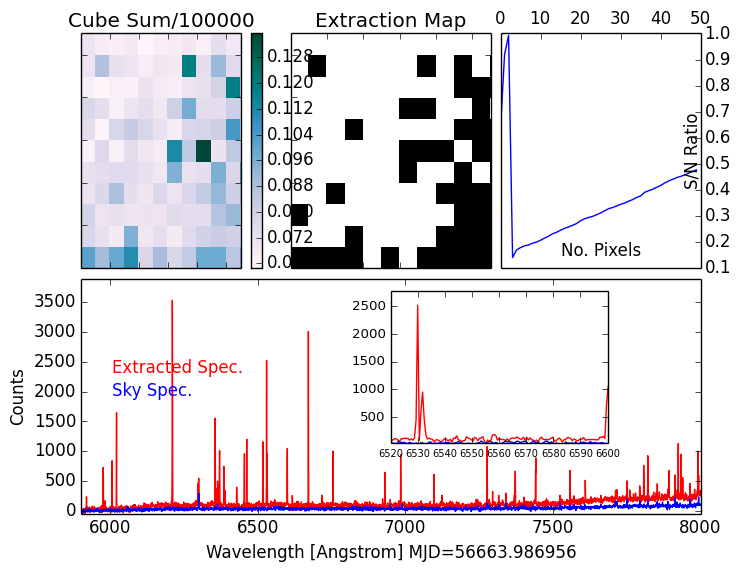 Cube Sum/100000
Extraction Map
0 10 20 30 40 50
0.128
0.120
0.112
0.104
0.096
0.088
0.072
1.0
0.9
0.8
0.7
0.6
0.5
0.4
0.3
0.2
0.1
S/N Ratio
No. Pixels
3500
3000
2500
2000
1500
1000
500
0
Counts
Extracted Spec.
Sky Spec.
2500
2000
1500
1000
500
6520 6530 6540 6550 6560 6570 6580 6590 6600
6000 6500 7000 7500 8000
Wavelength [Angstrom] MJD=56663.986956